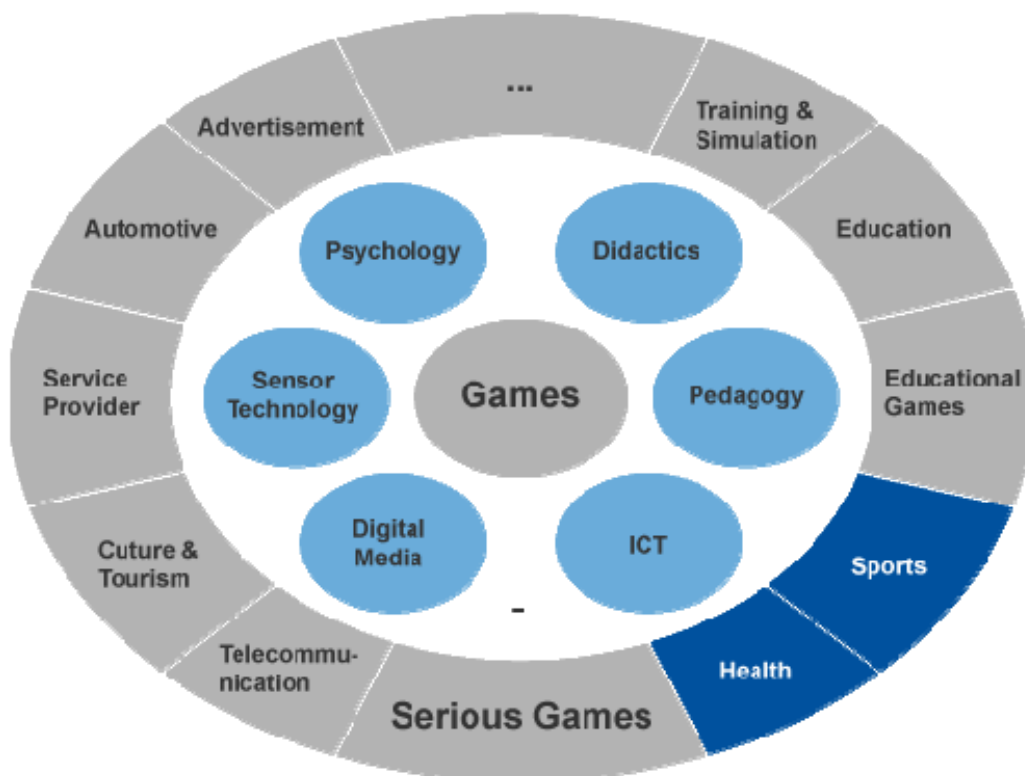 ...
Advertisement
Training &
Simulation
Automotive
Education
Psychology
Didactics
Service
Provider
Sensor
Technology
Games
Pedagogy
Educational
Games
Digital
Media
ICT
Cuture &
Tourism
Sports
-
Telecommu-
nication
Health
Serious Games